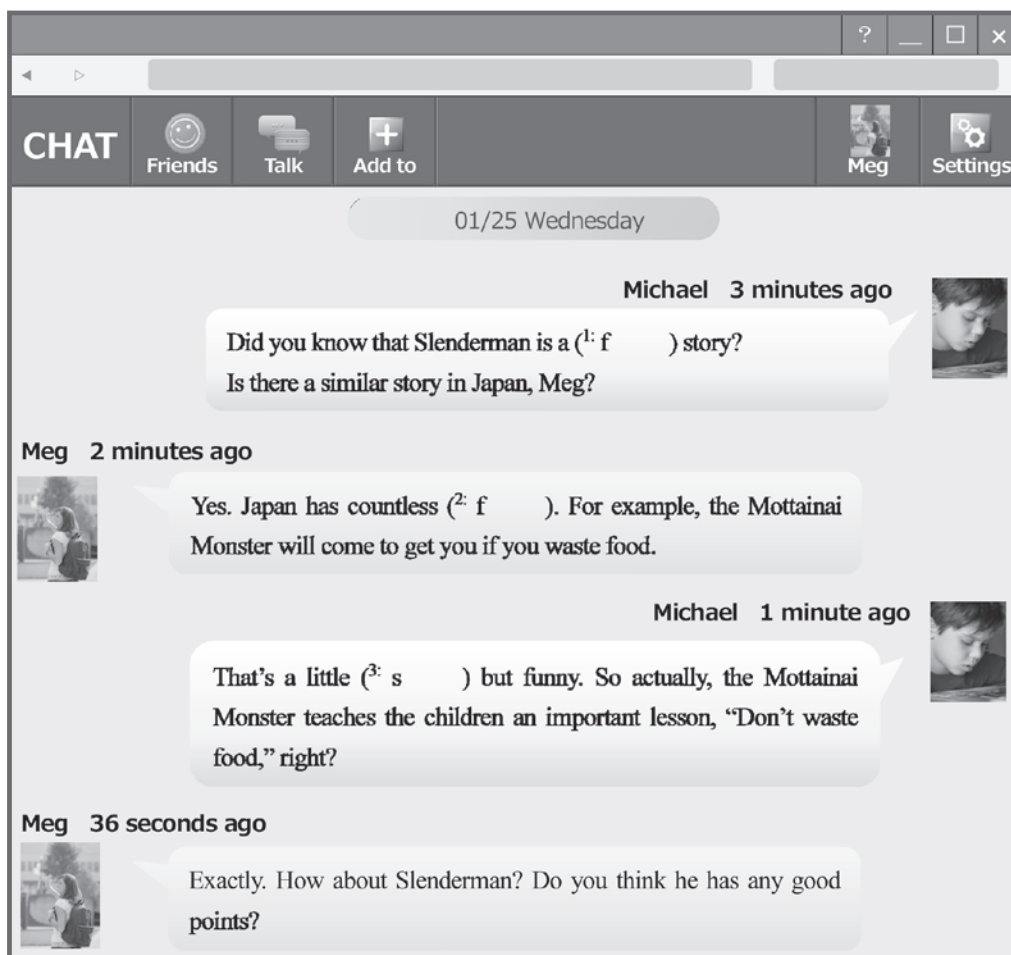 ?
CHAT
Friends
Talk
Add to
Meg
Settings
01/25 Wednesday
Michael 3 minutes ago
Did you know that Slenderman is a (1: f ) story?
Is there a similar story in Japan, Meg?
Meg 2 minutes ago
Yes. Japan has countless (2: f ). For example, the Mottainai
Monster will come to get you if you waste food.
Michael 1 minute ago
That's a little (3: s ) but funny. So actually, the Mottainai
Monster teaches the children an important lesson, “Don't waste
food,” right?
Meg 36 seconds ago
Exactly. How about Slenderman? Do you think he has any good
points?